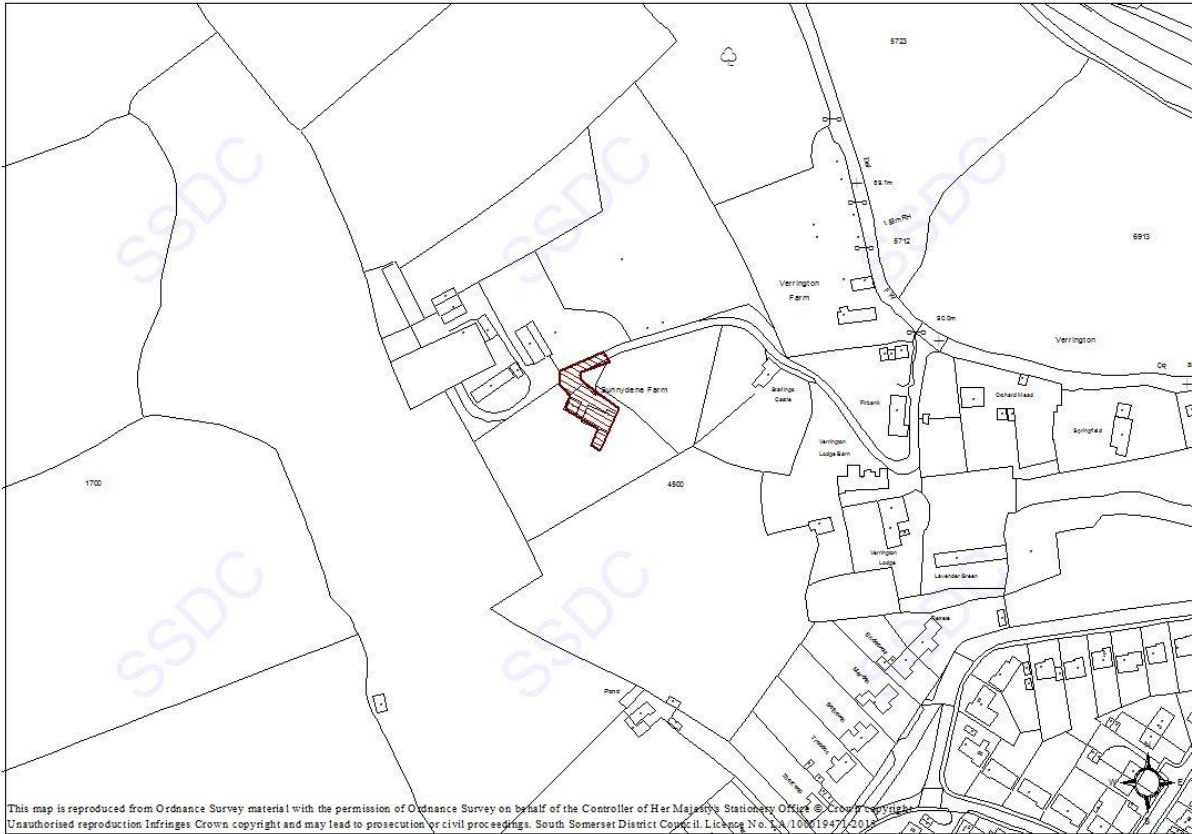 5723
SSDC
SSDC
SSDC
6913
5712
Verrington
Farm
90.0m
Verrington
Sunnydene Farm
Stallings
Castle
Firbank
Orchard Mead
Springfield
Verrington
Lodge Barn
1700
4500
SSDC
SSDC
SSDC
Verrington
Lodge
Lavender Green
Pond
N
W
E
S
This map is reproduced from Ordnance Survey material with the permission of Ordnance Survey on behalf of the Controller of Her Majesty's Stationery Office © Crown copyright.
Unauthorised reproduction infringes Crown copyright and may lead to prosecution or civil proceedings. South Somerset District Council. Licence No. LA/100019471-2019